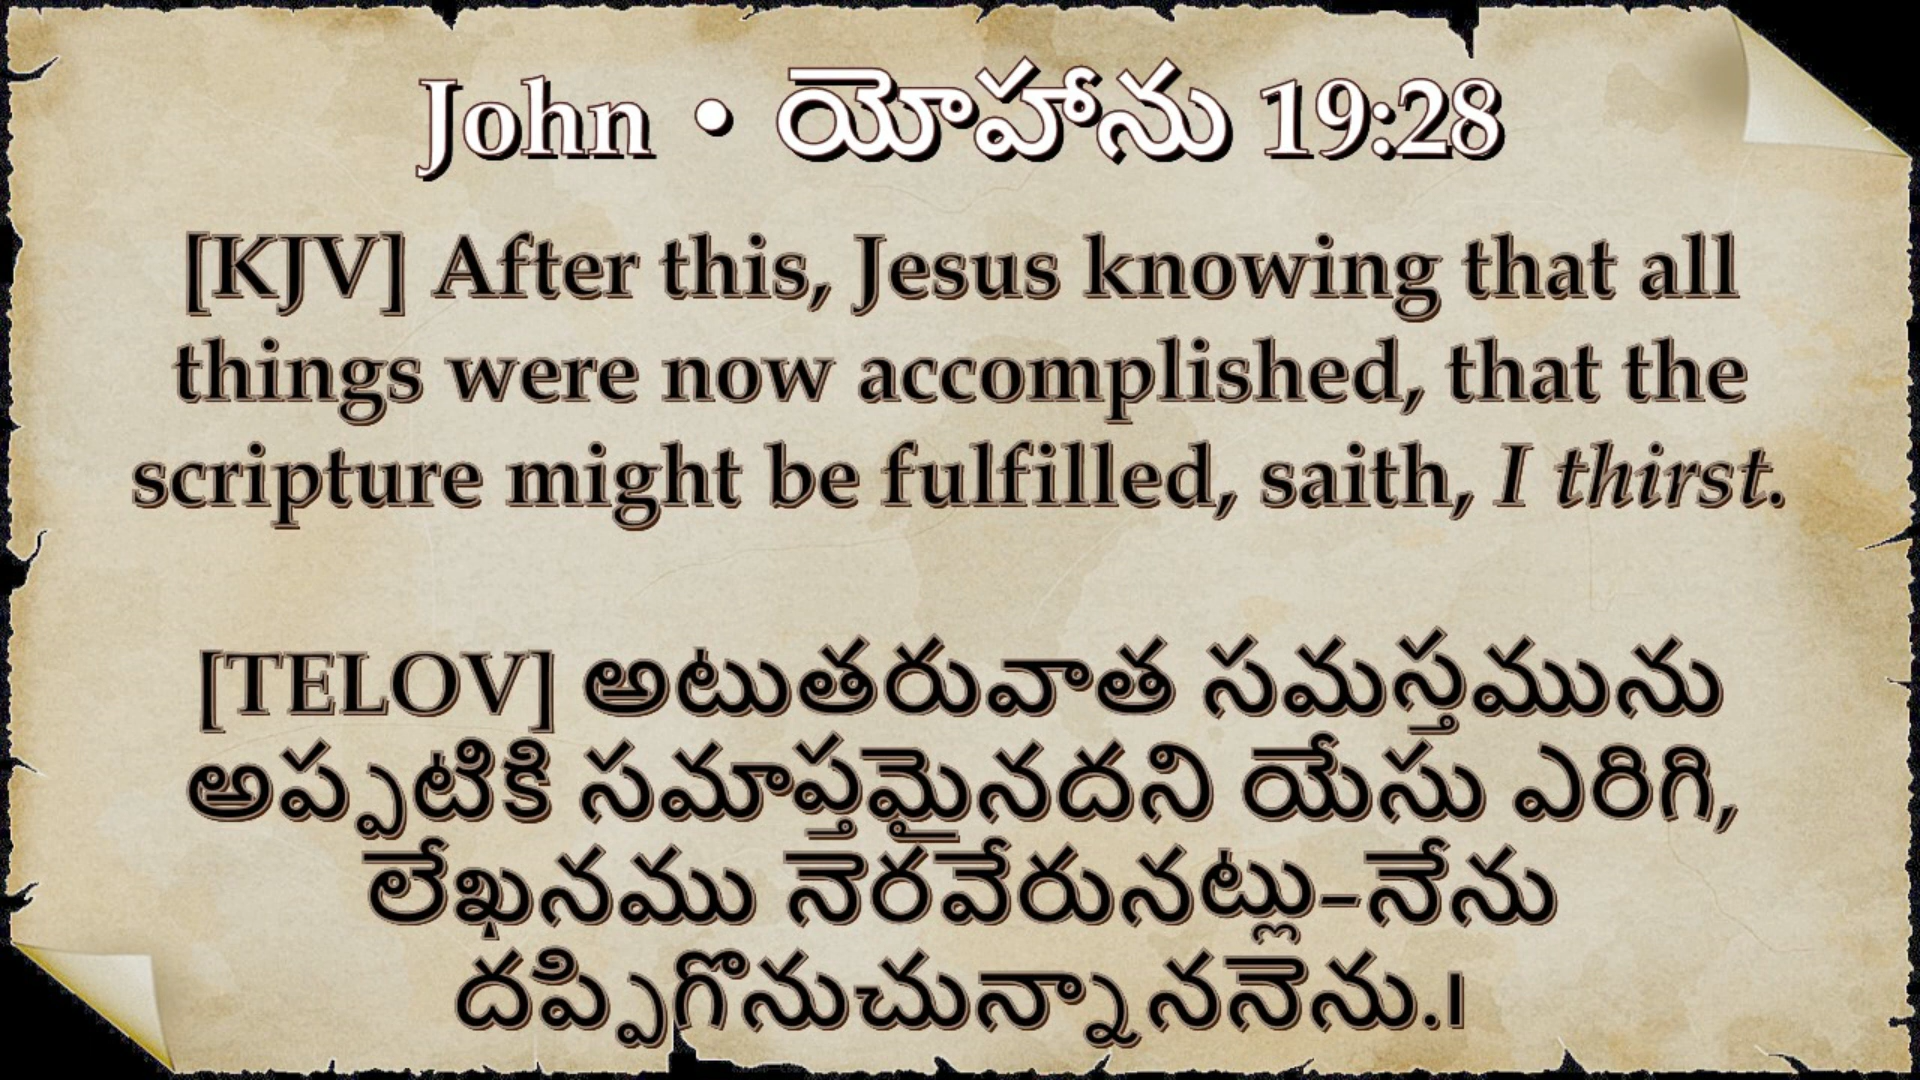 John • యోహాను 19:28
[KJV] After this, Jesus knowing that all
things were now accomplished, that the
scripture might be fulfilled, saith, I thirst.
[TELOV] అటుతరువాత సమస్తమును
అప్పటికి సమాప్తమైనదని యేసు ఎరిగి,
లేఖనము నెరవేరునట్లు–నేను
దప్పిగొనుచున్నాననెను.।